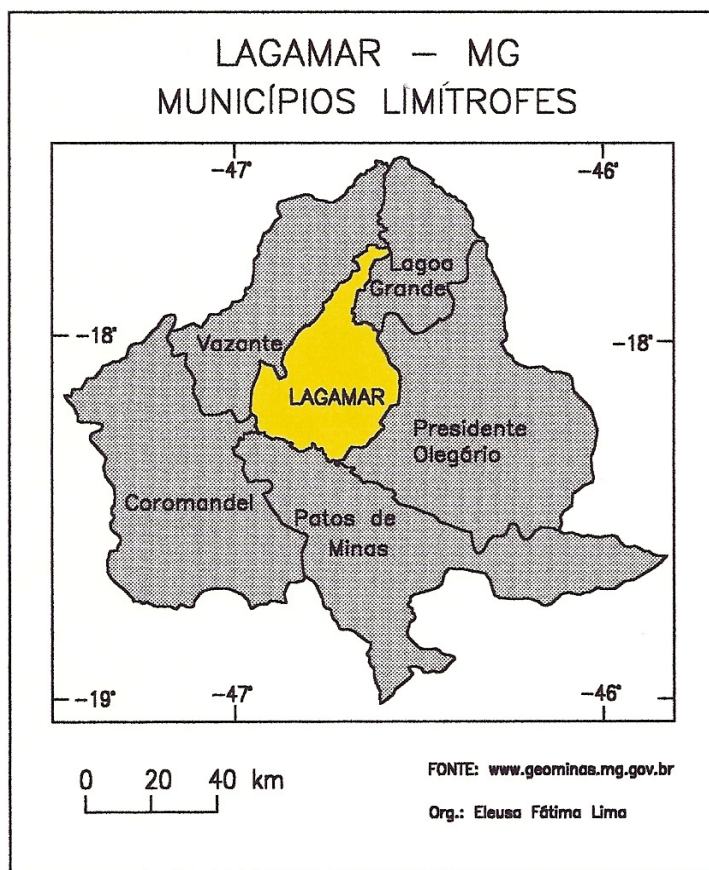 LAGAMAR – MG
MUNICÍPIOS LIMÍTROFES
-47°
-46°
Lagoa
Grande
-18°
-18°
Vazante
LAGAMAR
Presidente
Olegário
Coromandel
Patos de
Minas
-19°
-47°
-46°
0 20 40 km
FONTE: www.geominas.mg.gov.br
Org.: Eleusa Fátima Lima